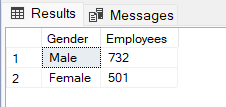 Results Messages
Gender Employees
1 Male 732
2 Female 501